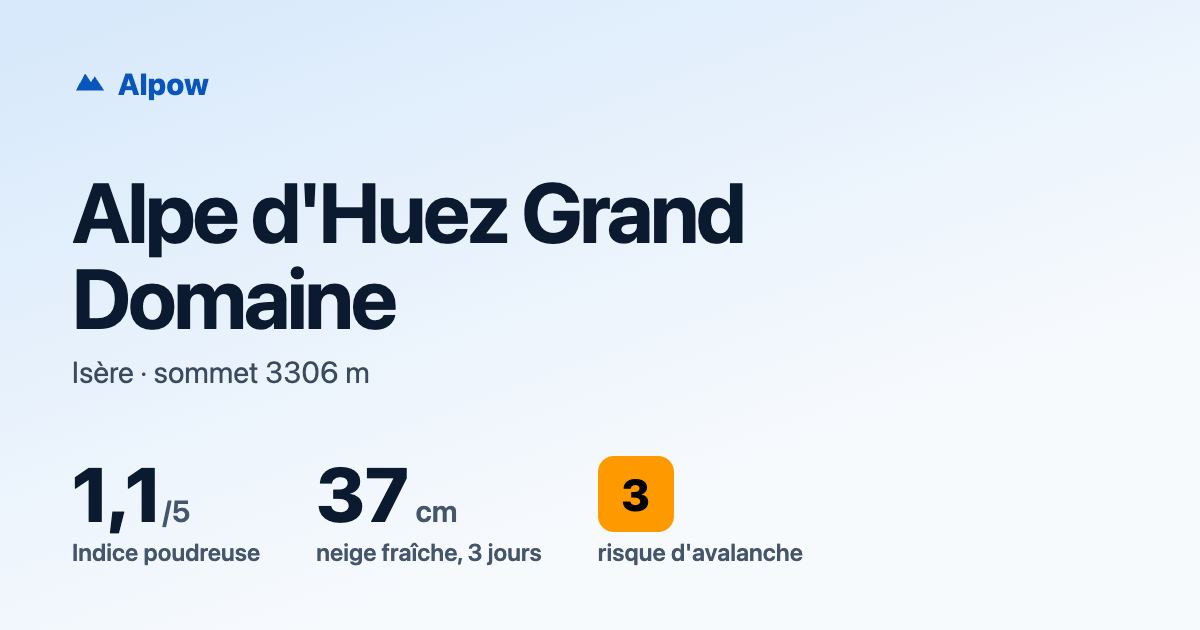 Alpow
Alpe d'Huez Grand
Domaine
Isère · sommet 3306 m
1,1/5
Indice poudreuse
37 cm
neige fraîche, 3 jours
3
risque d'avalanche